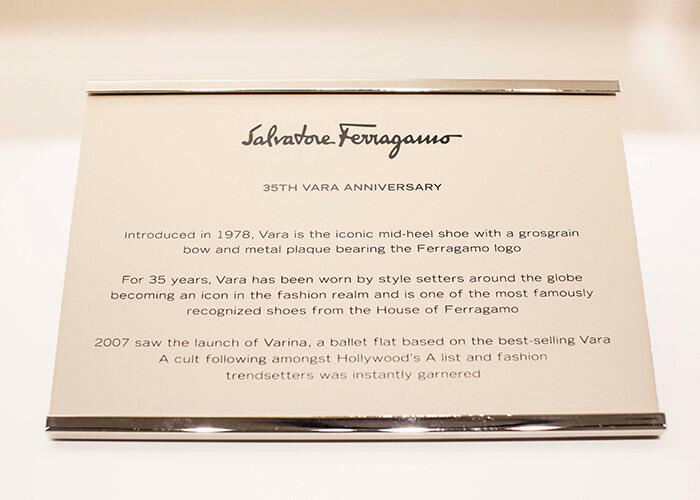 Salvatore Ferragamo
35TH VARA ANNIVERSARY
Introduced in 1978, Vara is the iconic mid-heel shoe with a grosgrain
bow and metal plaque bearing the Ferragamo logo
For 35 years, Vara has been worn by style setters around the globe
becoming an icon in the fashion realm and is one of the most famously
recognized shoes from the House of Ferragamo
2007 saw the launch of Varina, a ballet flat based on the best-selling Vara
A cult following amongst Hollywood's A list and fashion
trendsetters was instantly garnered